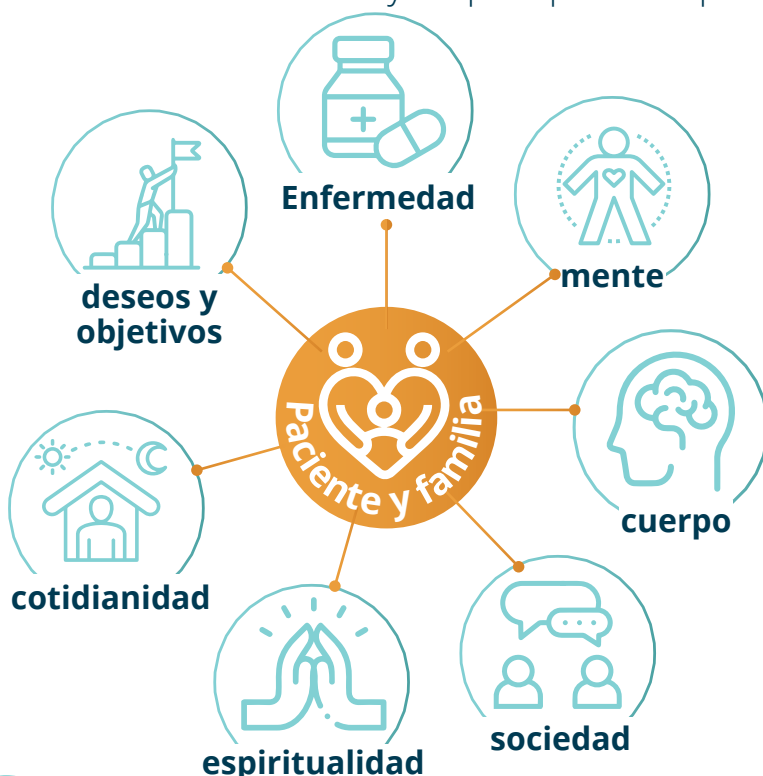 Enfermedad
mente
deseos y
objetivos
Paciente y familia
cuerpo
cotidianidad
sociedad
espiritualidad